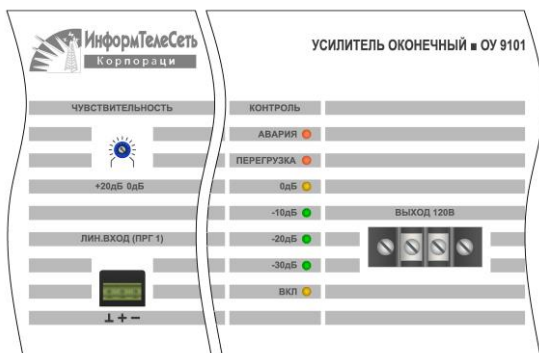 ИнформТелеСеть
Корпораци
УСИЛИТЕЛЬ ОКОНЕЧНЫЙ ■ ОУ 9101
ЧУВСТВИТЕЛЬНОСТЬ
КОНТРОЛЬ
АВАРИЯ
ПЕРЕГРУЗКА
+20дБ 0дБ
0дБ
-10дБ
ВЫХОД 120В
ЛИН.ВХОД (ПРГ 1)
-20дБ
-30дБ
ВКЛ
⊥ + −